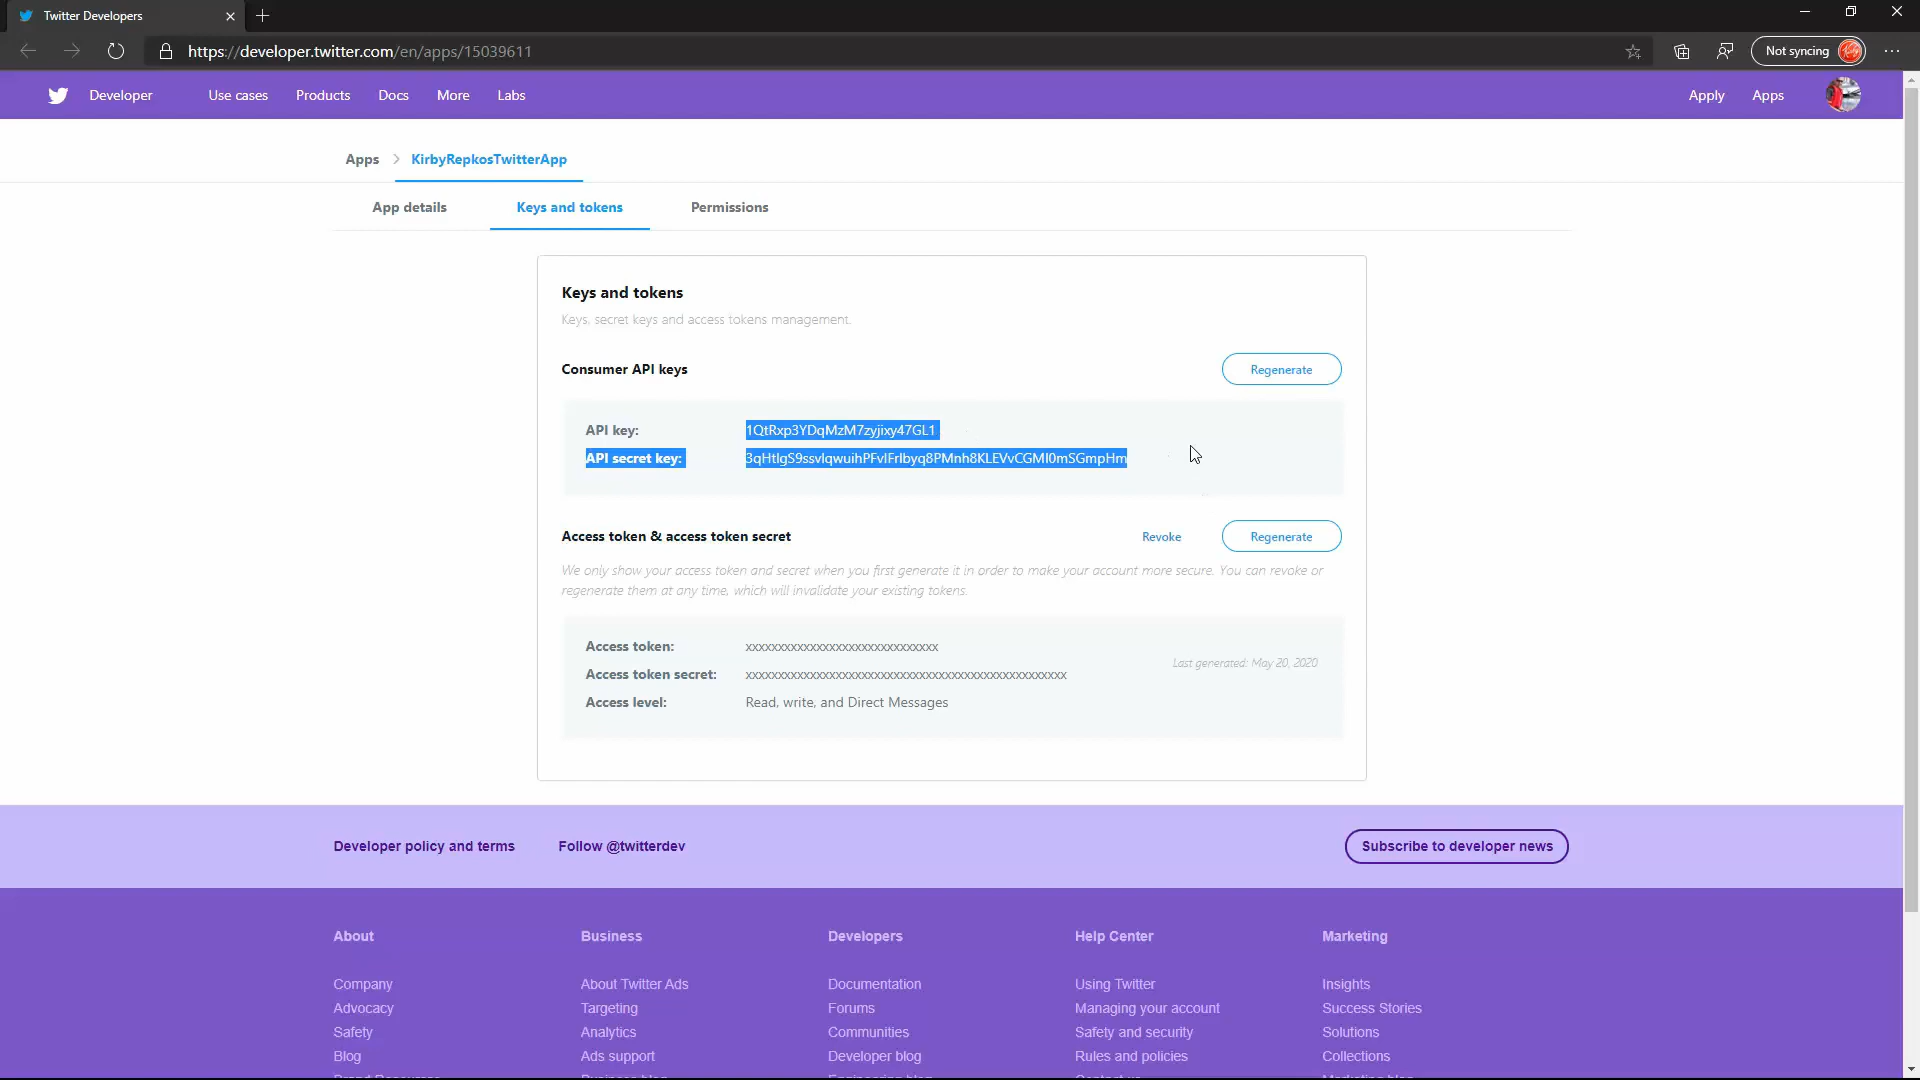 Twitter Developers
https://developer.twitter.com/en/apps/15039611
Not syncing
Developer
Use cases
Products
Docs
More
Labs
Apply
Apps
Apps
KirbyRepkosTwitterApp
App details
Keys and tokens
Permissions
Keys and tokens
Keys, secret keys and access tokens management.
Consumer API keys
Regenerate
API key: 1QtRxp3YDqMzM7zyjixy47GL1
API secret key:
Access token & access token secret
Revoke
Regenerate
We only show your access token and secret when you first generate it in order to make your account more secure. You can revoke or
regenerate them at any time, which will invalidate your existing tokens.
Access token: xxxxxxxxxxxxxxxxxxxxxxxxxxxxxx
Last generated: May 20, 2020
Access token secret: xxxxxxxxxxxxxxxxxxxxxxxxxxxxxxxxxxxxxxxxxxxxxxxxxx
Access level: Read, write, and Direct Messages
Developer policy and terms
Follow @twitterdev
Subscribe to developer news
About
Company
Advocacy
Safety
Blog
Business
About Twitter Ads
Targeting
Analytics
Ads support
Developers
Documentation
Forums
Communities
Developer blog
Help Center
Using Twitter
Managing your account
Safety and security
Rules and policies
Marketing
Insights
Success Stories
Solutions
Collections